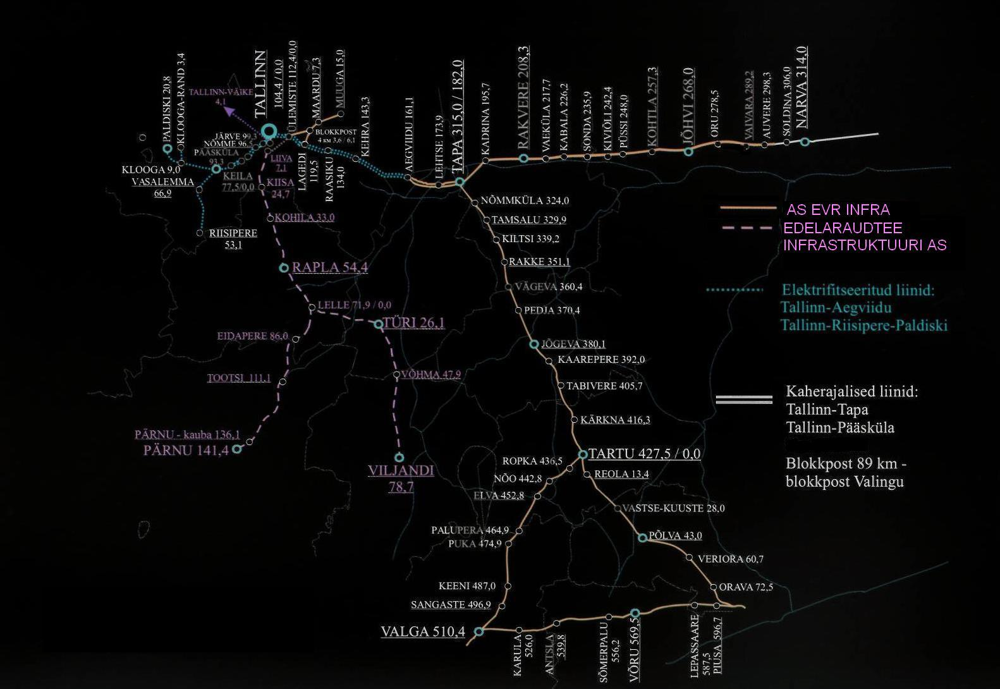 PALDISKI 20,8
KLOOGA-RAND 3,4
TALLINN-VÄIKE
4,1
TALLINN
104,4 / 0,0
ÜLEMISTE 112,4/0,0
MAARDU 7,3
MUUGA 15,0
BLOKKPOST
4 KM 3,6 / 6,1
JÄRVE 99,3
NÕMME 96,5
PÄÄSKÜLA
93,3
KLOOGA 9,0
VASALEMMA
66,9
KEILA
77,5/0,0
RIISIPERE
53,1
LIIVA
7,1
KIISA
24,7
KOHILA 33,0
RAPLA 54,4
LELLE 71,9 / 0,0
TÜRI 26,1
EIDAPERE 86,0
TOOTSI 111,1
PÄRNU - kauba 136,1
PÄRNU 141,4
VÕHMA 47,9
VILJANDI
78,7
LAGEDI
119,5
RAASIKU
134,0
KEHRA 143,3
AEGVIIDU 161,1
LEHTSE 173,9
TAPA 315,0 / 182,0
KADRINA 195,7
RAKVERE 208,3
VAEKÜLA 217,7
KABALA 226,2
SONDA 235,9
KIVIÕLI 242,4
PÜSSI 248,0
KOHTLA 257,3
JÕHVI 268,0
ORU 278,5
VAIVARA 289,2
AUVERE 298,3
SOLDINA 306,0
NARVA 314,0
NÕMMKÜLA 324,0
TAMSALU 329,9
KILTSI 339,2
RAKKE 351,1
VÄGEVA 360,4
PEDJA 370,4
JÕGEVA 380,1
KAAREPERE 392,0
TABIVERE 405,7
KÄRKNA 416,3
TARTU 427,5 / 0,0
ROPKA 436,5
NÕO 442,8
ELVA 452,8
PALUPERA 464,9
PUKA 474,9
KEENI 487,0
SANGASTE 496,9
VALGA 510,4
REOLA 13,4
VASTSE-KUUSTE 28,0
PÕLVA 43,0
VERIORA 60,7
ORAVA 72,5
KARULA
526,0
ANTSLA
539,8
SÕMERPALU
556,2
VÕRU 569,5
LEPASSAARE
587,5
PIUSA 596,7
AS EVR INFRA
EDELARAUDTEE
INFRASTRUKTUURI AS
Elektrifitseeritud liinid:
Tallinn-Aegviidu
Tallinn-Riisipere-Paldiski
Kaherajalised liinid:
Tallinn-Tapa
Tallinn-Pääsküla
Blokkpost 89 km -
blokkpost Valingu